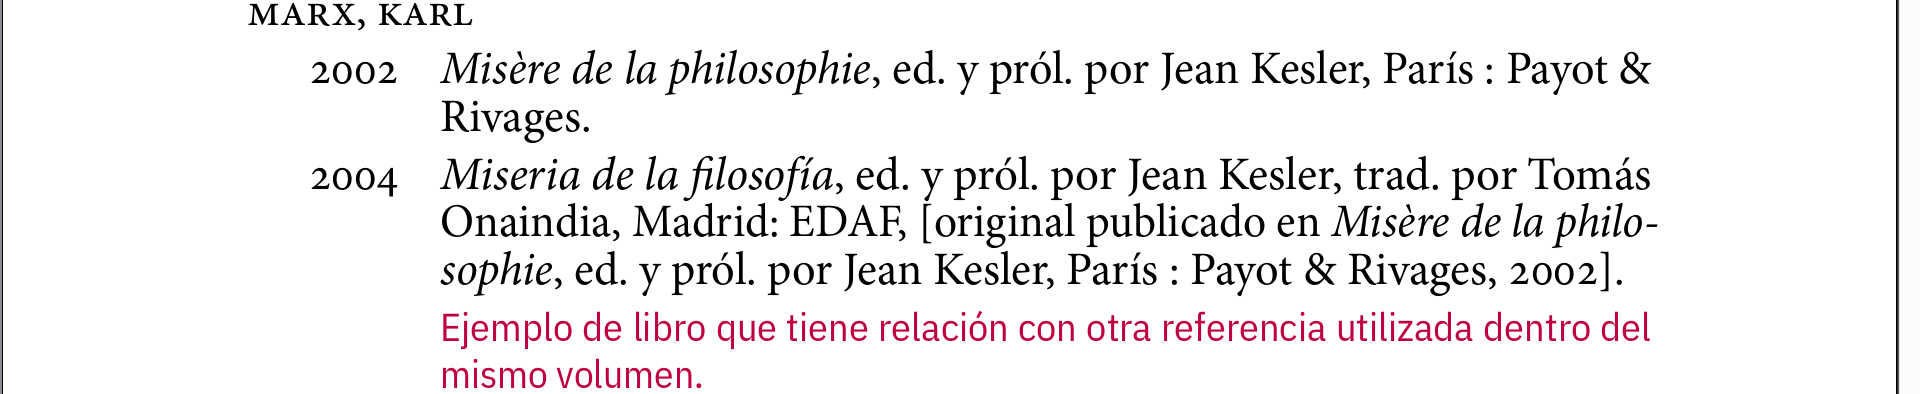 MARX, KARL
2002 Misère de la philosophie, ed. y pról. por Jean Kesler, París : Payot &
Rivages.
2004 Miseria de la filosofía, ed. y pról. por Jean Kesler, trad. por Tomás
Onaindia, Madrid: EDAF, [original publicado en Misère de la philo-
sophie, ed. y pról. por Jean Kesler, París : Payot & Rivages, 2002].
Ejemplo de libro que tiene relación con otra referencia utilizada dentro del
mismo volumen.